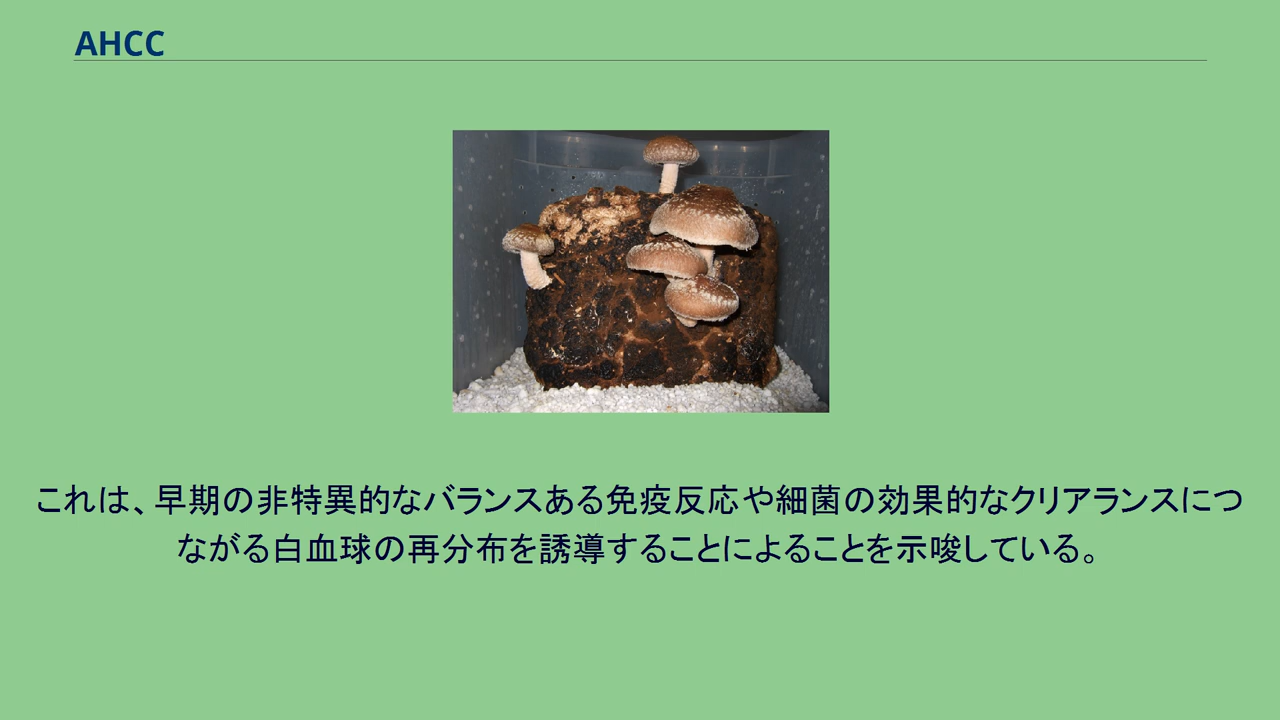 AHCC
これは、早期の非特異的なバランスある免疫反応や細菌の効果的なクリアランスにつ
ながる白血球の再分布を誘導することによることを示唆している。